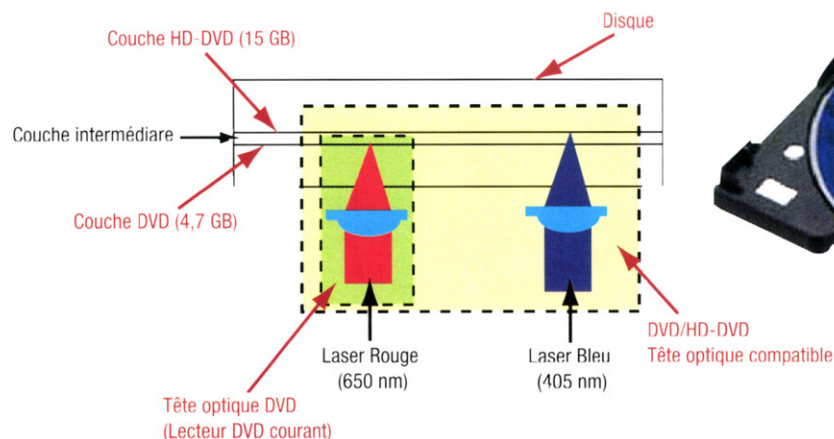 Disque
Couche HD-DVD (15 GB)
Couche intermédiare
Couche DVD (4,7 GB)
DVD/HD-DVD
Tête optique compatible
Laser Rouge
(650 nm)
Laser Bleu
(405 nm)
Tête optique DVD
(Lecteur DVD courant)